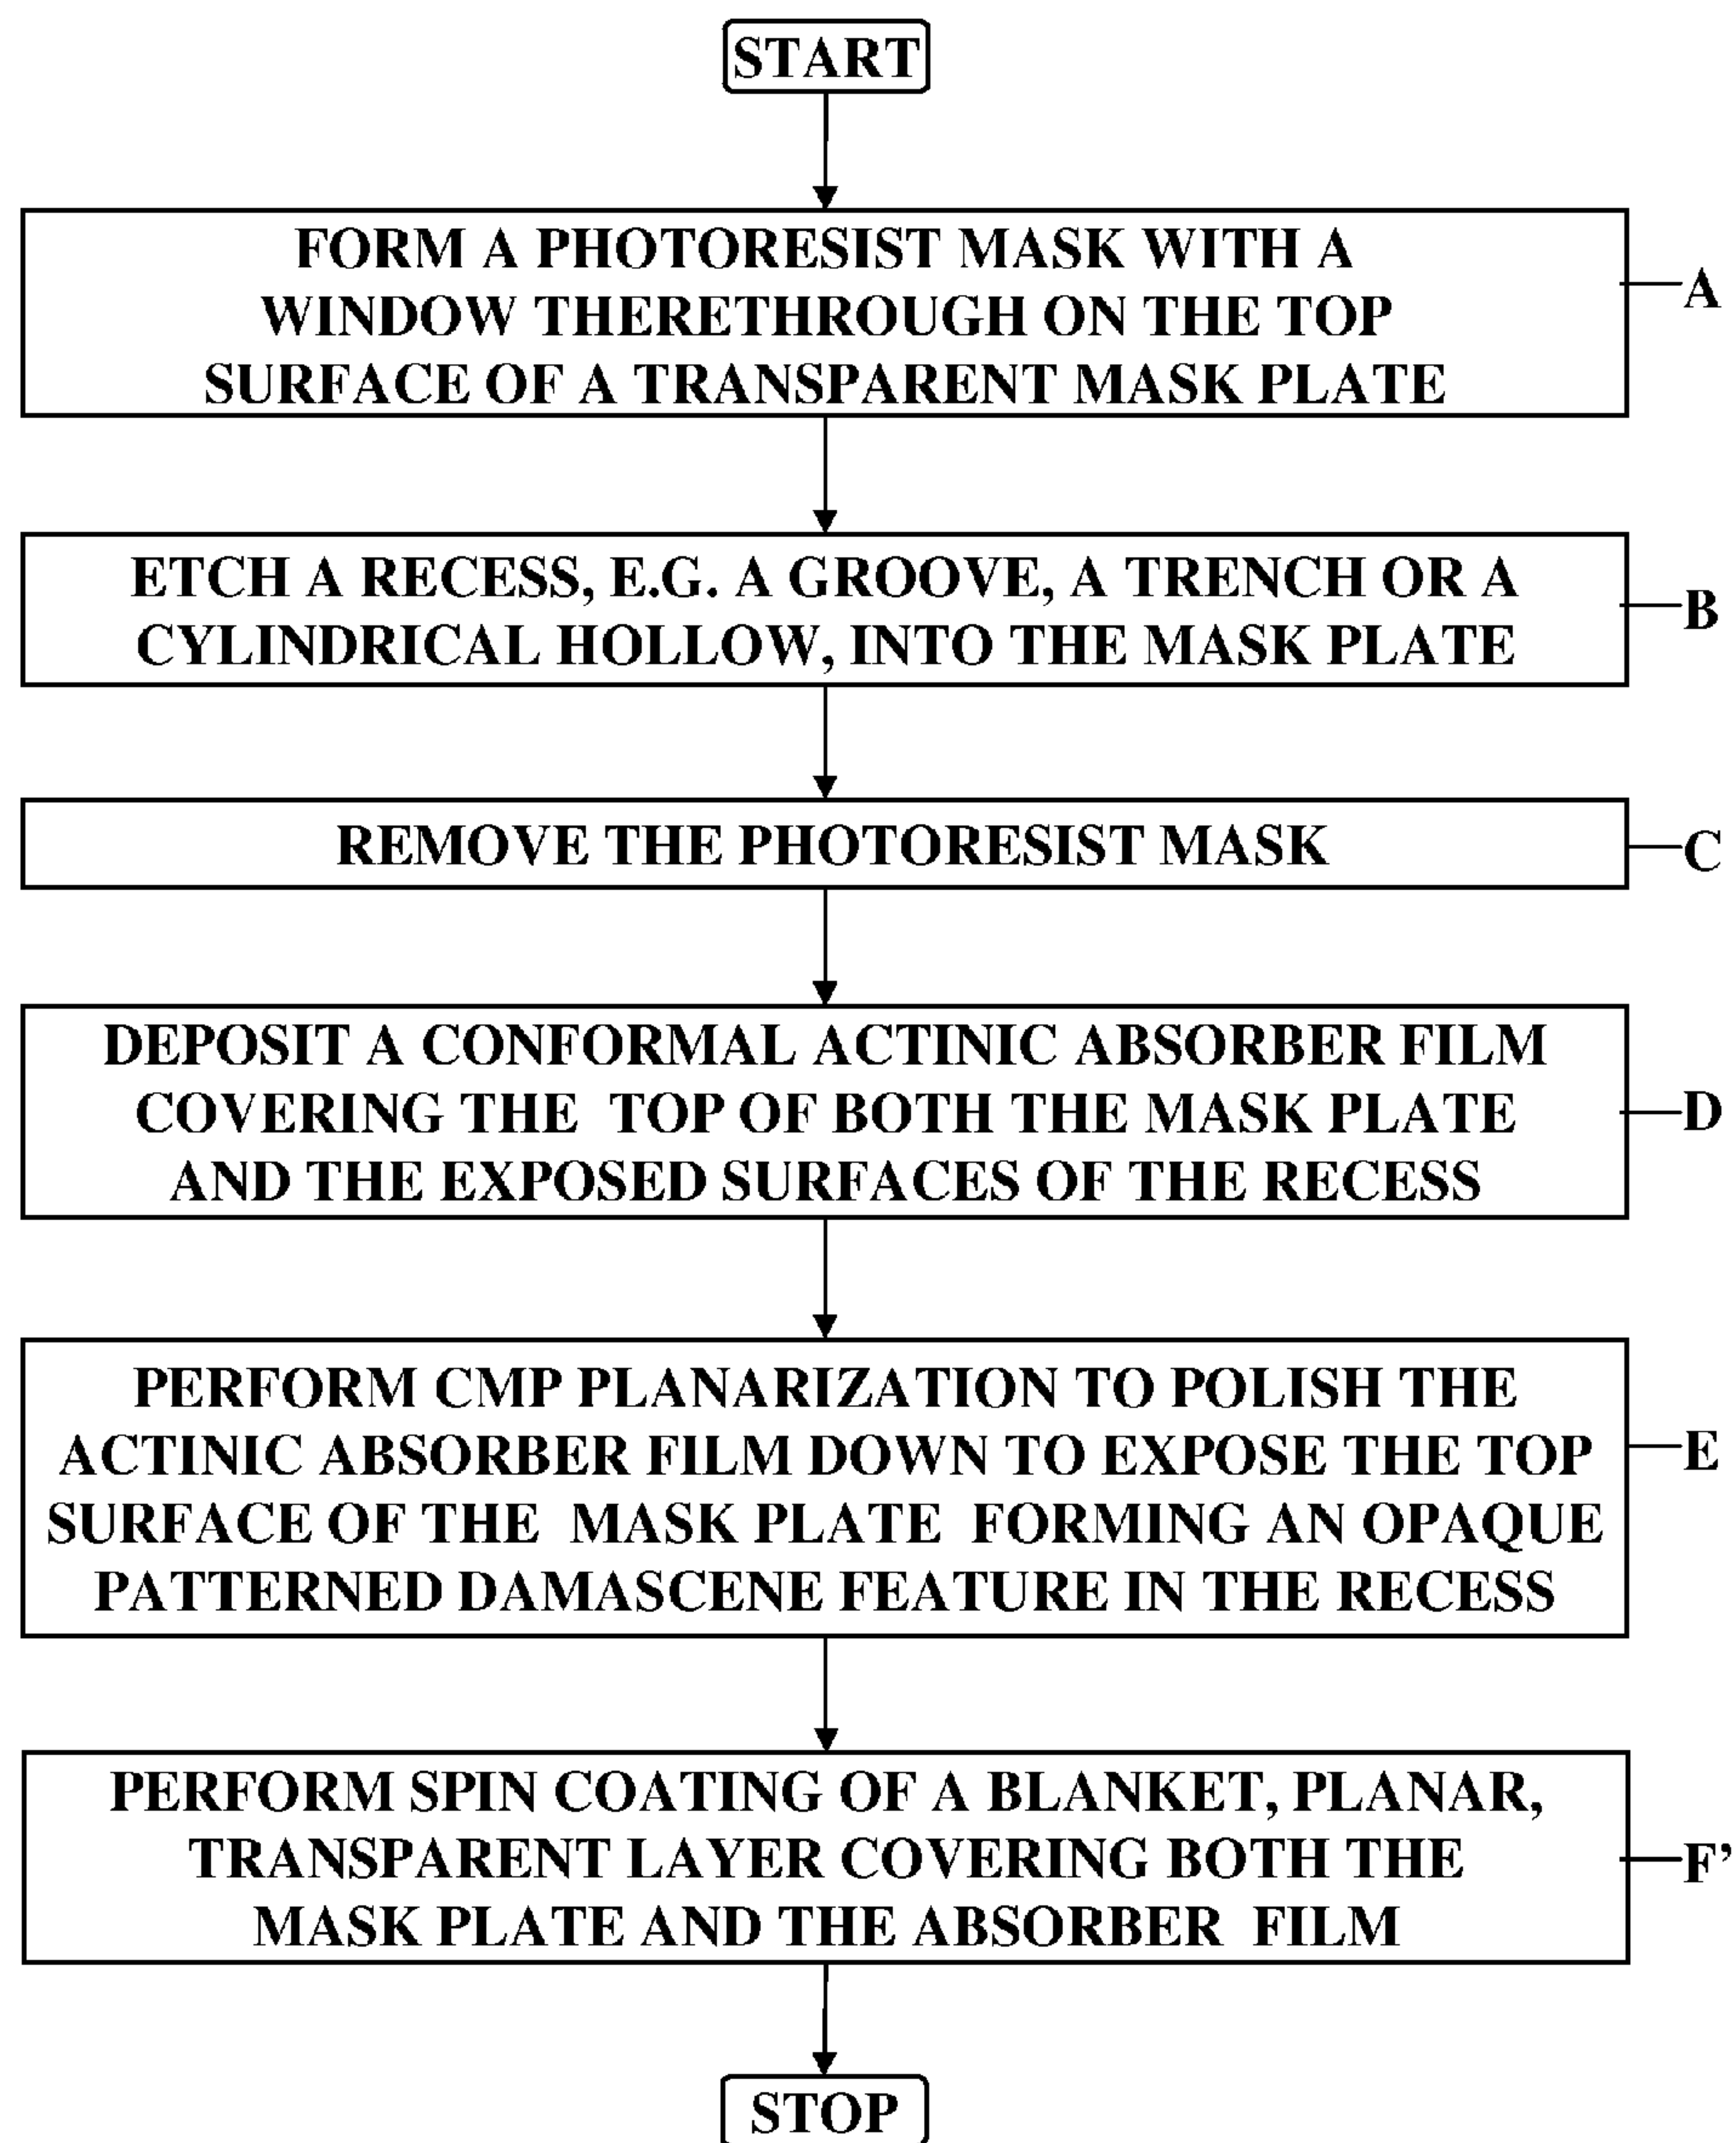 START
FORM A PHOTORESIST MASK WITH A
WINDOW THERETHROUGH ON THE TOP
SURFACE OF A TRANSPARENT MASK PLATE
A
ETCH A RECESS, E.G. A GROOVE, A TRENCH OR A
CYLINDRICAL HOLLOW, INTO THE MASK PLATE
B
REMOVE THE PHOTORESIST MASK
C
DEPOSIT A CONFORMAL ACTINIC ABSORBER FILM
COVERING THE TOP OF BOTH THE MASK PLATE
AND THE EXPOSED SURFACES OF THE RECESS
D
PERFORM CMP PLANARIZATION TO POLISH THE
ACTINIC ABSORBER FILM DOWN TO EXPOSE THE TOP
SURFACE OF THE MASK PLATE FORMING AN OPAQUE
PATTERNED DAMASCENE FEATURE IN THE RECESS
E
PERFORM SPIN COATING OF A BLANKET, PLANAR,
TRANSPARENT LAYER COVERING BOTH THE
MASK PLATE AND THE ABSORBER FILM
F'
STOP